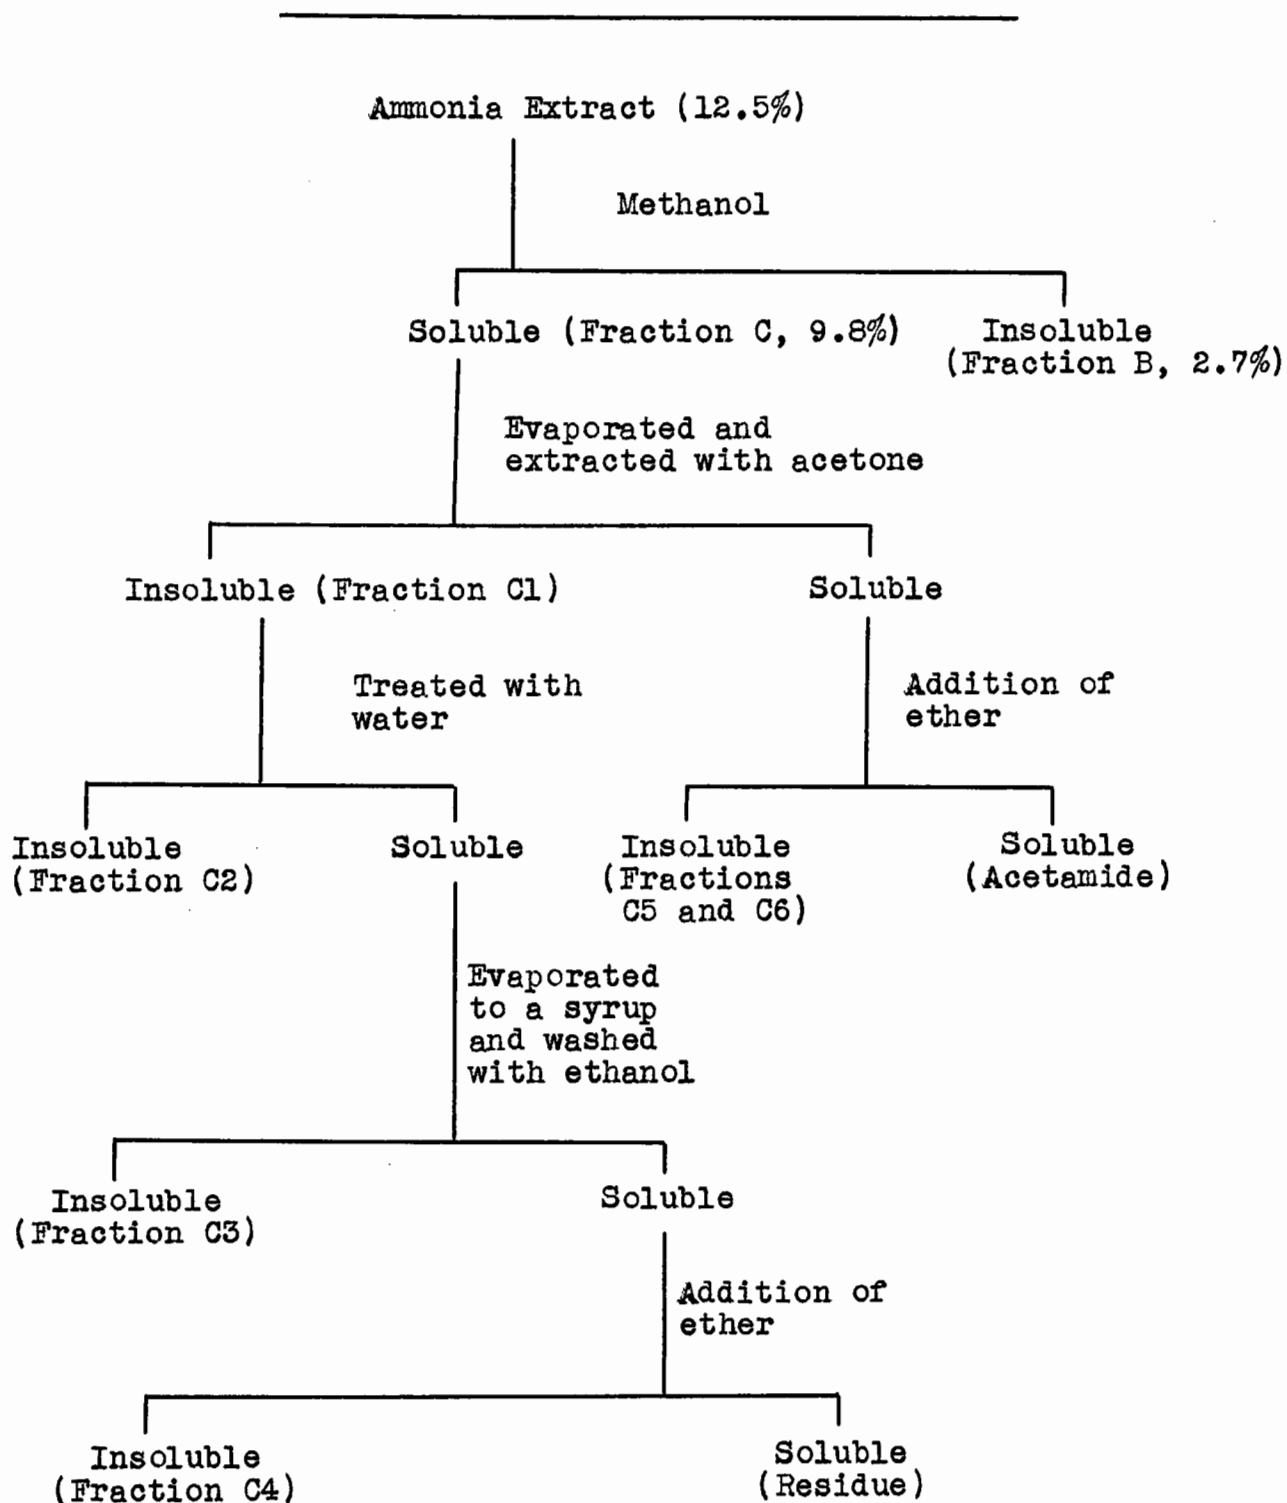 Ammonia Extract (12.5%)
Methanol
Soluble (Fraction C, 9.8%)
Insoluble
(Fraction B, 2.7%)
Evaporated and
extracted with acetone
Insoluble (Fraction C1)
Soluble
Treated with
water
Addition of
ether
Insoluble
(Fraction C2)
Soluble
Insoluble
(Fractions
C5 and C6)
Soluble
(Acetamide)
Evaporated
to a syrup
and washed
with ethanol
Insoluble
(Fraction C3)
Soluble
Addition of
ether
Insoluble
(Fraction C4)
Soluble
(Residue)